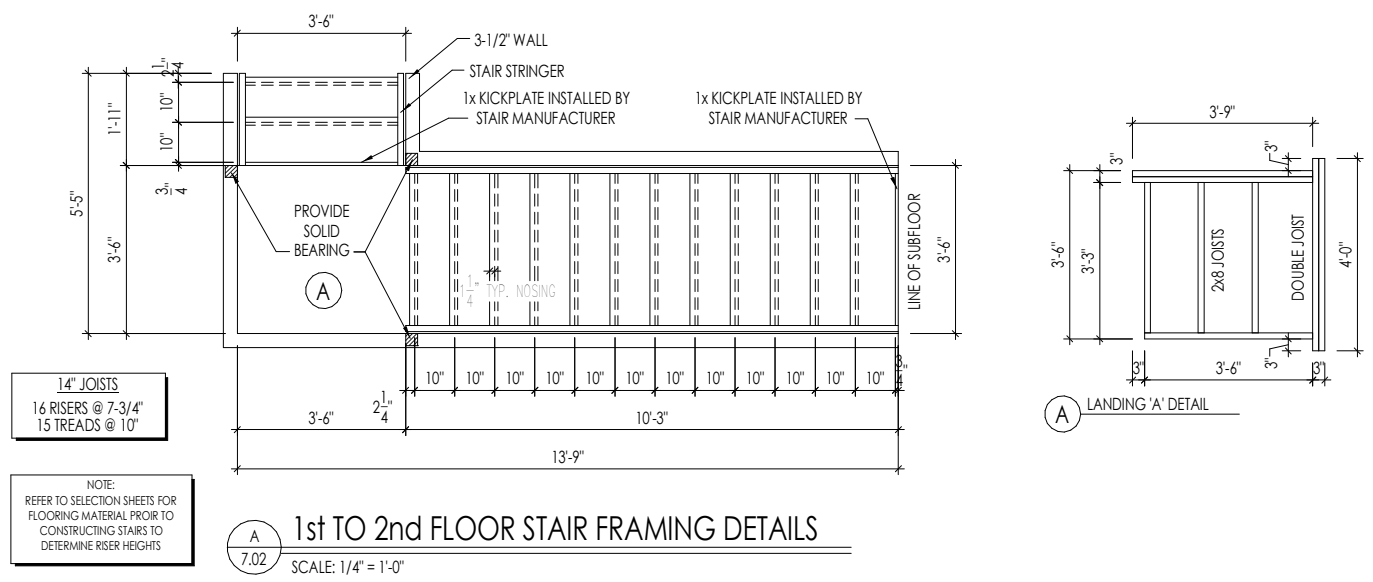 3'-6"
3-1/2" WALL
STAIR STRINGER
1x KICKPLATE INSTALLED BY
STAIR MANUFACTURER
1x KICKPLATE INSTALLED BY
STAIR MANUFACTURER
2 1/4"
10"
10"
3/4"
1'-11"
5'-5"
3'-6"
PROVIDE
SOLID
BEARING
A
1 1/4" TYP. NOSING
LINE OF SUBFLOOR
3'-6"
10" 10" 10" 10" 10" 10" 10" 10" 10" 10" 10" 10"
3/4"
3'-6"
2 1/4"
10'-3"
13'-9"
14" JOISTS
16 RISERS @ 7-3/4"
15 TREADS @ 10"
NOTE:
REFER TO SELECTION SHEETS FOR
FLOORING MATERIAL PROIR TO
CONSTRUCTING STAIRS TO
DETERMINE RISER HEIGHTS
A
7.02
1st TO 2nd FLOOR STAIR FRAMING DETAILS
SCALE: 1/4" = 1'-0"
3'-9"
3"
3"
3'-6"
3'-3"
2x8 JOISTS
DOUBLE JOIST
4'-0"
3"
3'-6"
3"
3"
A
LANDING 'A' DETAIL